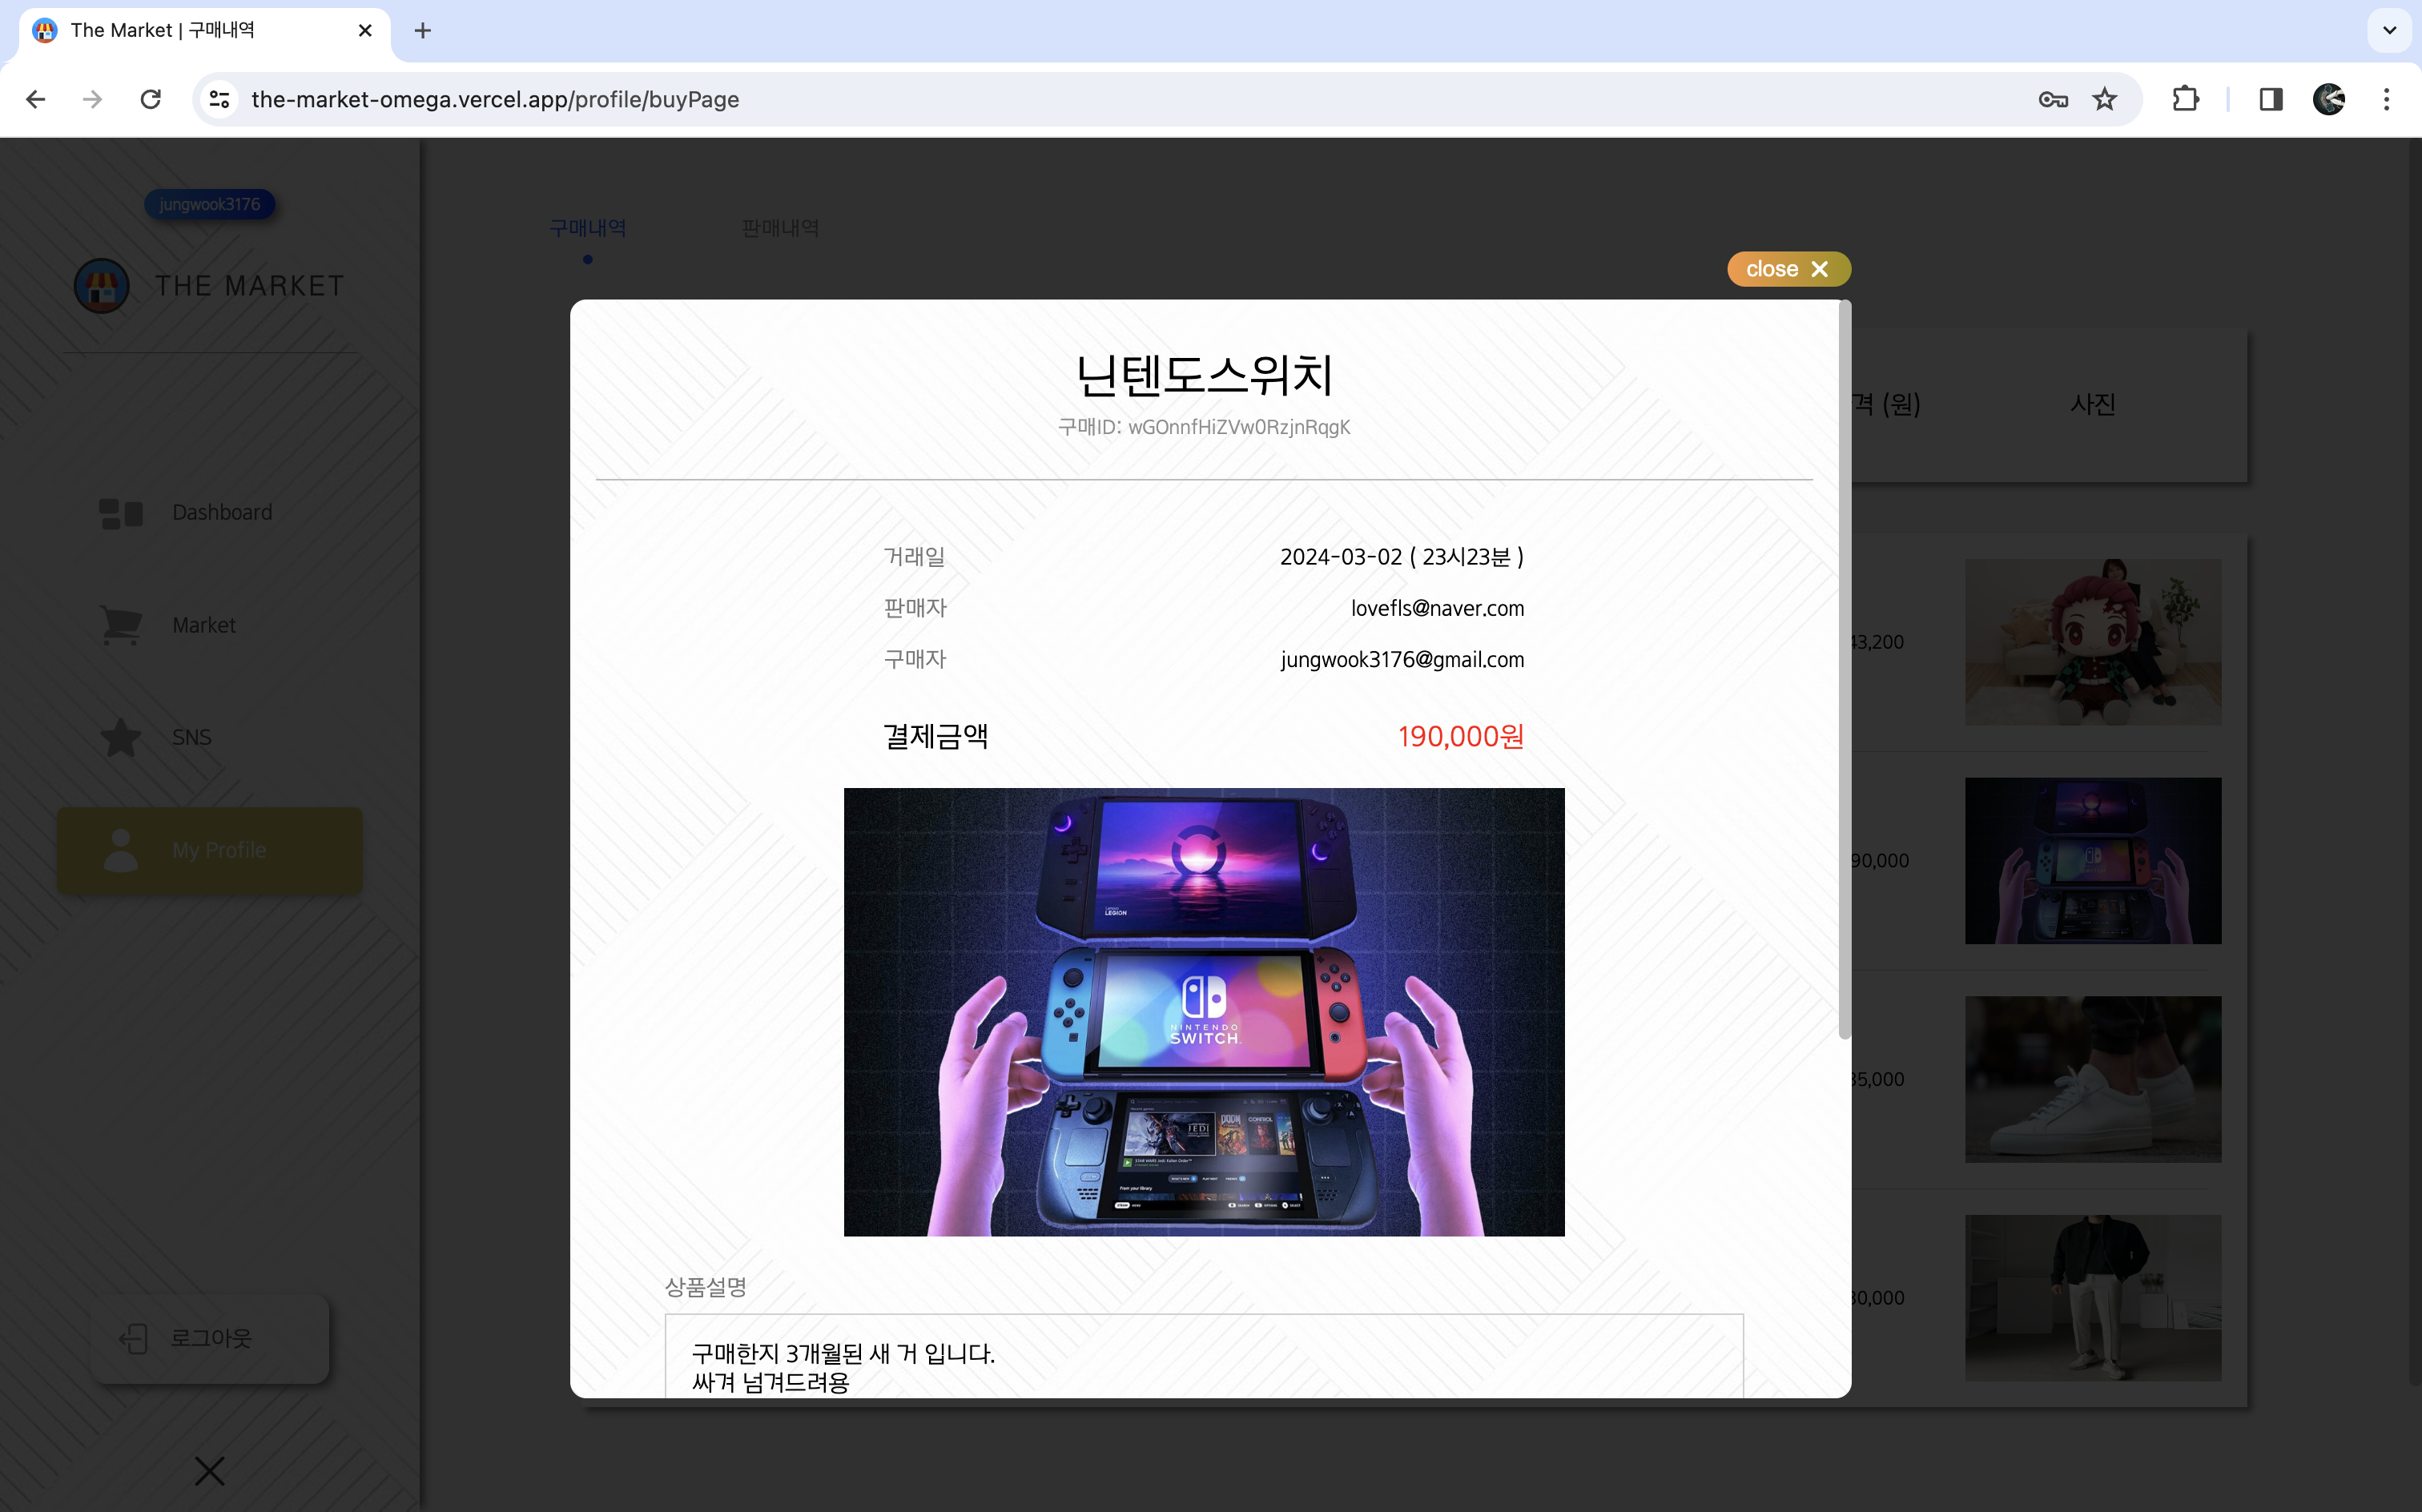 The Market | 구매내역
the-market-omega.vercel.app/profile/buyPage
jungwook3176
THE MARKET
Dashboard
Market
SNS
My Profile
로그아웃
구매내역
판매내역
close
닌텐도스위치
구매ID: wGOnnfHiZVw0RzjnRqgK
거래일
2024-03-02 ( 23시23분 )
판매자
lovefls@naver.com
구매자
jungwook3176@gmail.com
결제금액
190,000원
LEGION
NINTENDO
SWITCH
JEDI
DOOM
CONTROL
상품설명
구매한지 3개월된 새 거 입니다.
싸겨 넘겨드려용
격 (원)
사진
43,200
90,000
35,000
30,000